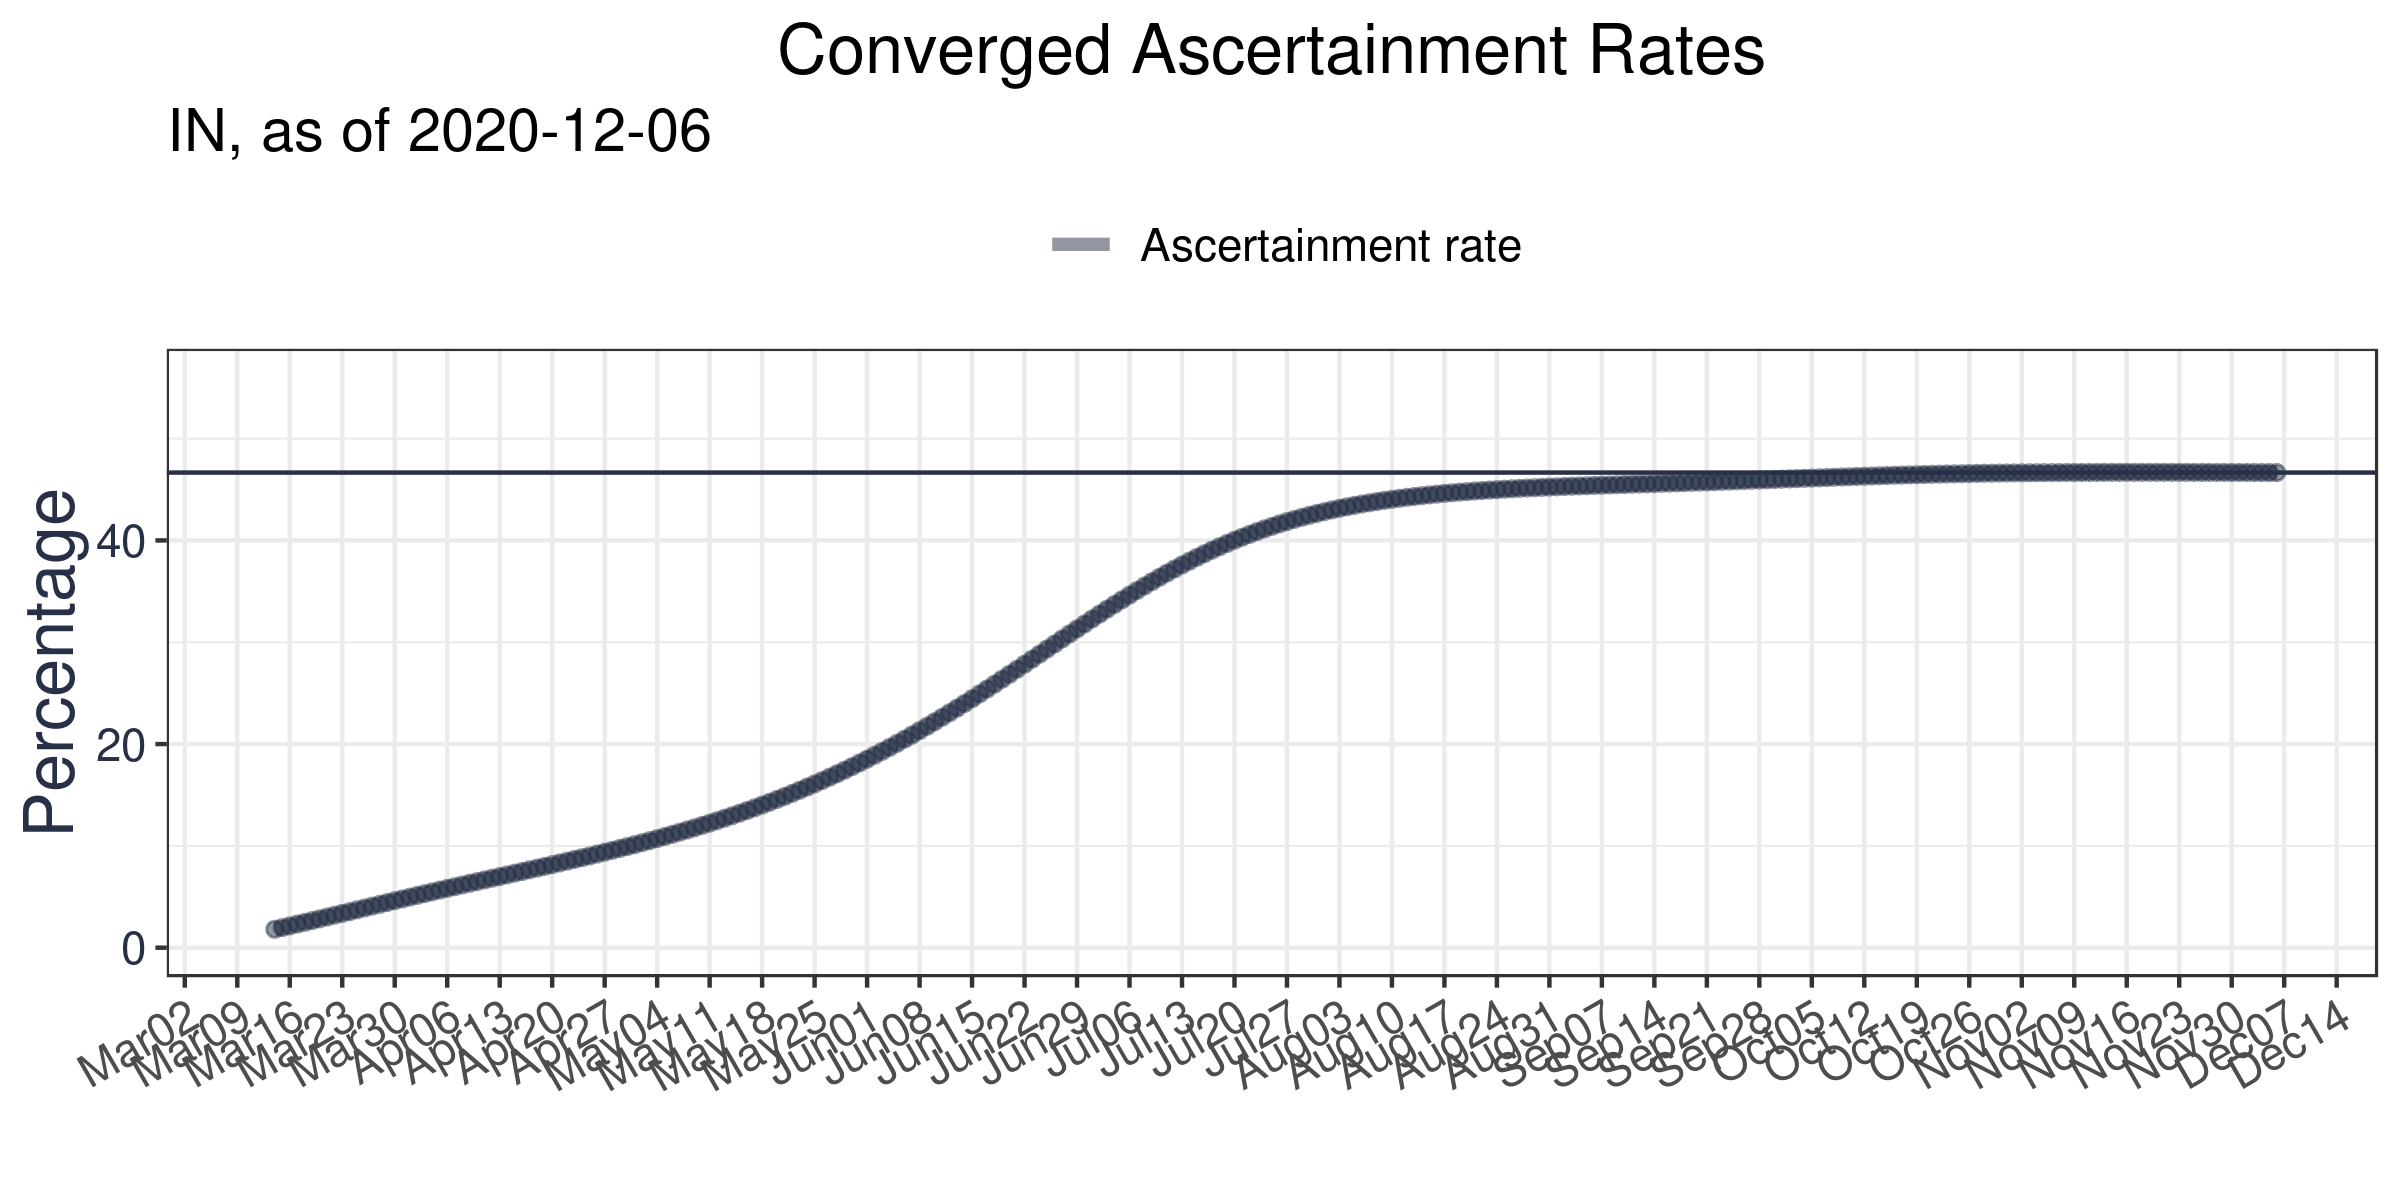 Converged Ascertainment Rates
IN, as of 2020-12-06
Ascertainment rate
Percentage
40
20
0
Mar02 Mar09 Mar16 Mar23 Mar30 Apr06 Apr13 Apr20 Apr27 May04 May11 May18 May25 Jun01 Jun08 Jun15 Jun22 Jun29 Jul06 Jul13 Jul20 Jul27 Aug03 Aug10 Aug17 Aug24 Aug31 Sep07 Sep14 Sep21 Sep28 Oct05 Oct12 Oct19 Oct26 Nov02 Nov09 Nov16 Nov23 Nov30 Dec07 Dec14